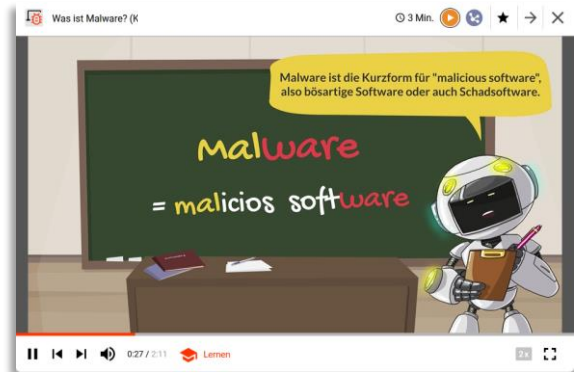 Was ist Malware? (K
3 Min.
Malware ist die Kurzform für "malicious software",
also bösartige Software oder auch Schadsoftware.
Malware
= malicios software
0:27 / 2:11
Lernen
2x